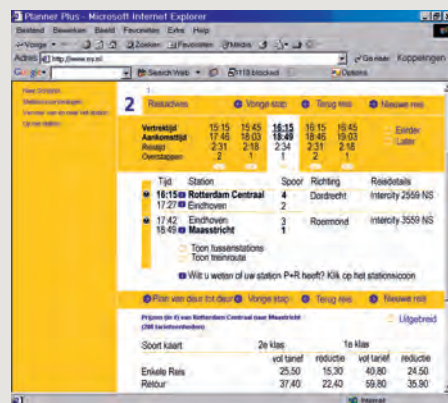 Planner Plus - Microsoft Internet Explorer
Bestand Bewerken Beeld Favorieten Extra Help
Vorige Zoeken Favorieten Media
Adres http://www.ns.nl Ga naar Koppelingen
Google Search Web blocked Options
2 Reisadvies Vorige stap Terug reis Nieuwe reis
Vertrektijd 15:15 15:45 16:15 16:15 16:45
Aankomsttijd 17:46 18:03 18:49 18:46 19:03
Reistijd 2:31 2:18 2:34 2:31 2:18
Overstappen 2 1 1 2 1
Eerder
Later
Tijd Station Spoor Richting Reisdetails
16:15 Rotterdam Centraal 4 Dordrecht Intercity 2559 NS
17:27 Eindhoven 2
17:42 Eindhoven 3 Roermond Intercity 3559 NS
18:49 Maasstricht 1
Toon tussenstations
Toon treinroute
Wilt u weten of uw station P+R heeft? Klik op het stationsicoon
Plan van deur tot deur Vorige stap Terug reis Nieuwe reis
Prijzen (in €) van Rotterdam Centraal naar Maastricht
Uitgebreid
Soort kaart 2e klas 1e klas
vol tarief reductie vol tarief reductie
Enkele Reis 25,50 15,30 40,80 24,50
Retour 37,40 22,40 59,80 35,90
Internet